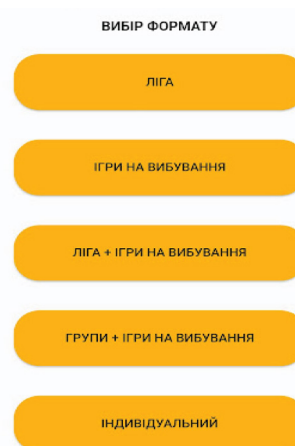 ВИБІР ФОРМАТУ
ЛІГА
ІГРИ НА ВИБУВАННЯ
ЛІГА + ІГРИ НА ВИБУВАННЯ
ГРУПИ + ІГРИ НА ВИБУВАННЯ
ІНДИВІДУАЛЬНИЙ